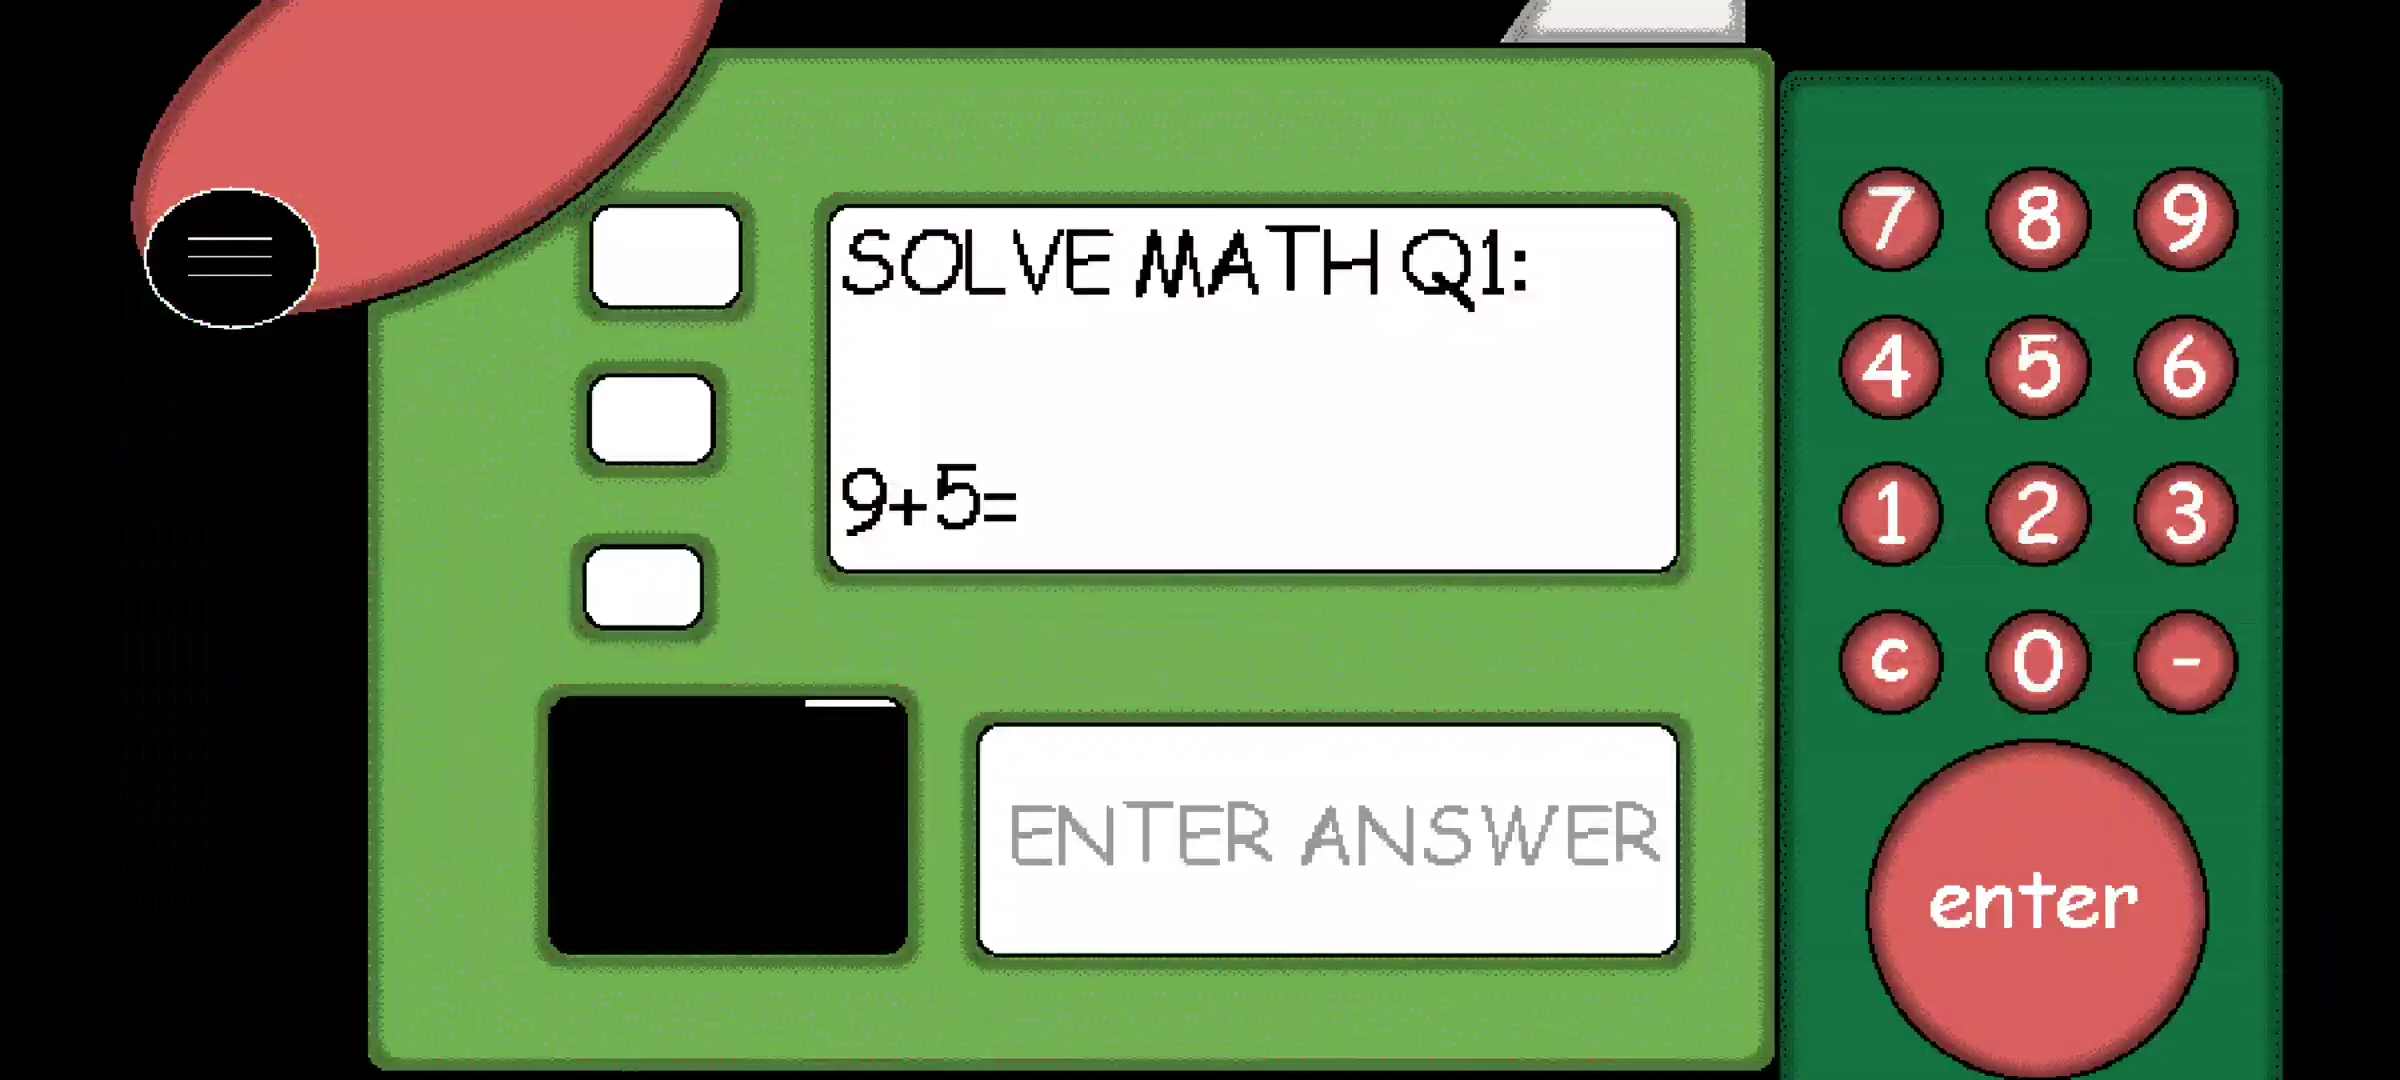 SOLVE MATH Q1:
9+5=
ENTER ANSWER
7 8 9
4 5 6
1 2 3
c 0 -
enter